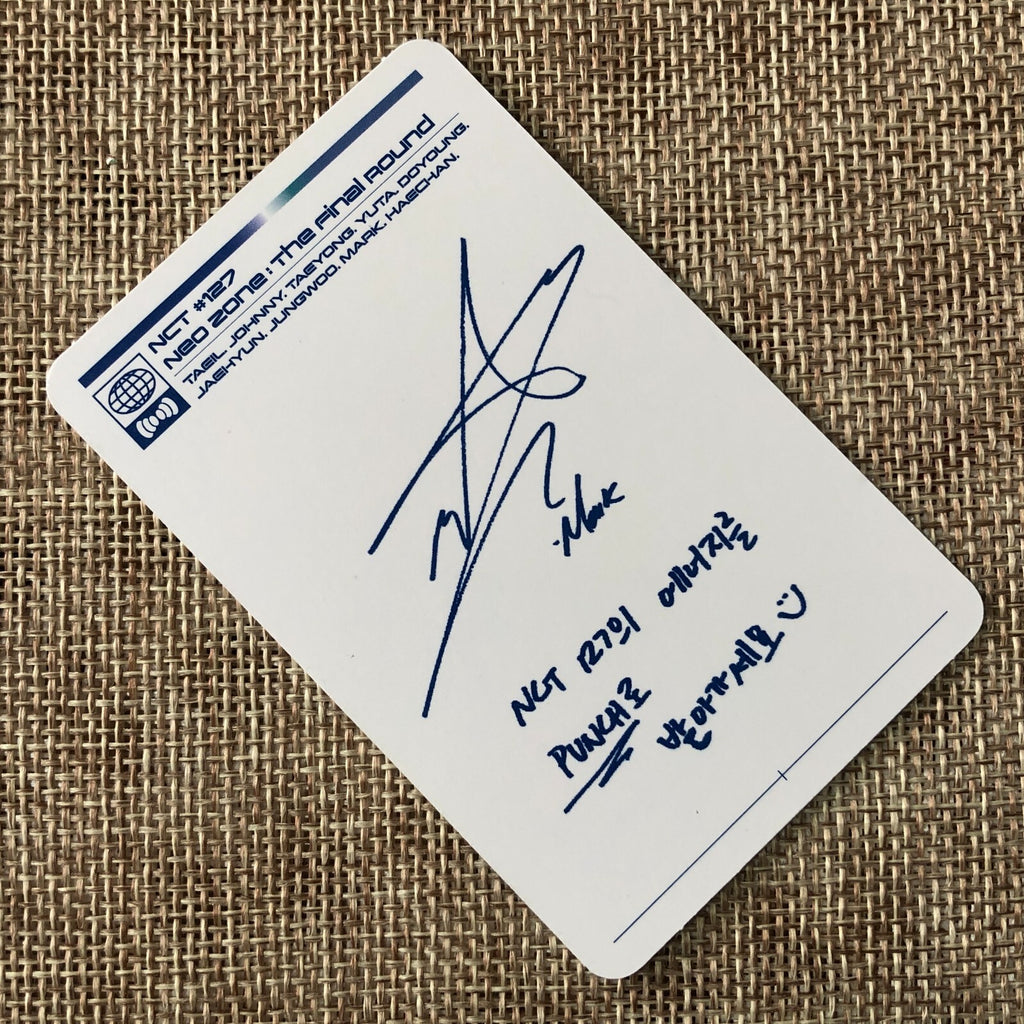 NCT #127
Neo Zone: The Final Round
TAEIL. JOHNNY. TAEYONG. YUTA. DOYOUNG.
JAEHYUN. JUNGWOO. MARK. HAECHAN.
Mark
NCT 127의 에너지를
PUNCH로 받아가세요